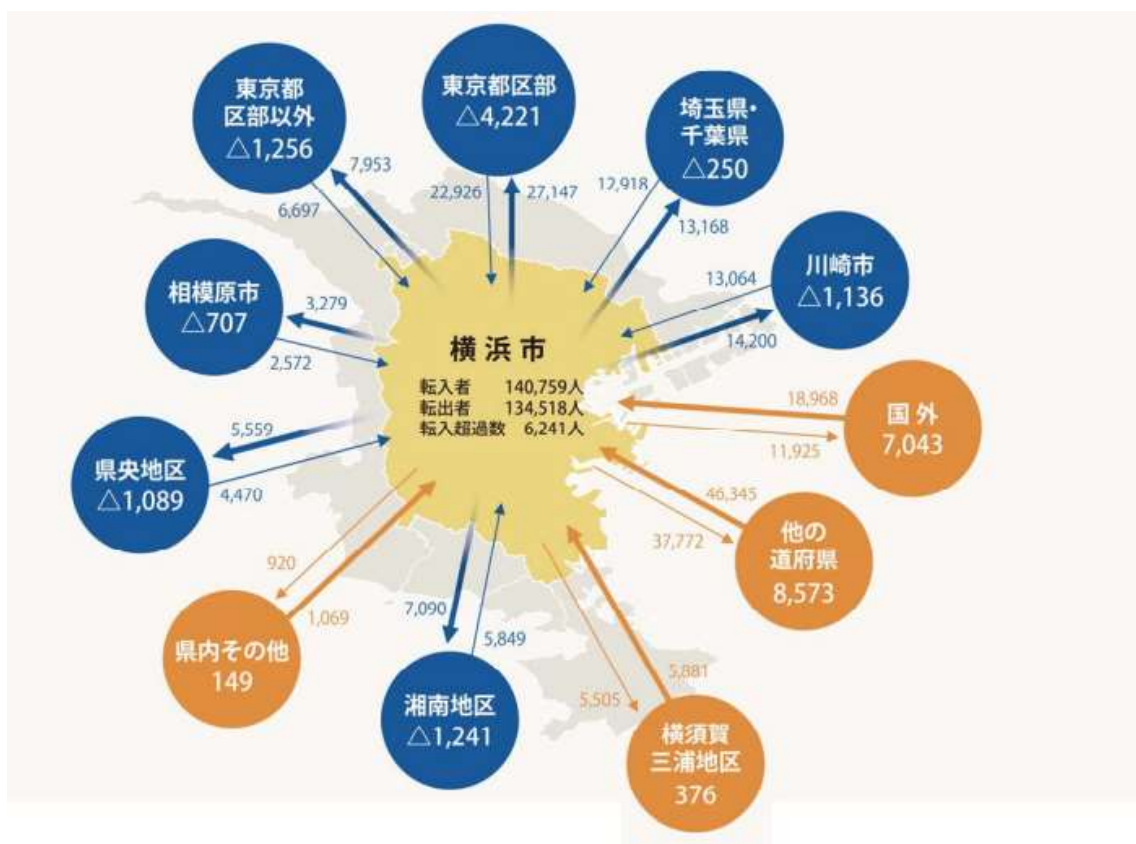 東京都
区部以外
△1,256
7,953
6,697
東京都区部
△4,221
22,926
27,147
埼玉県・
千葉県
△250
12,918
13,168
川崎市
△1,136
13,064
14,200
相模原市
△707
3,279
2,572
横浜市
転入者 140,759人
転出者 134,518人
転入超過数 6,241人
国外
7,043
18,968
11,925
県央地区
△1,089
5,559
4,470
他の
道府県
8,573
46,345
37,772
県内その他
149
920
1,069
湘南地区
△1,241
7,090
5,849
横須賀
三浦地区
376
5,881
5,505